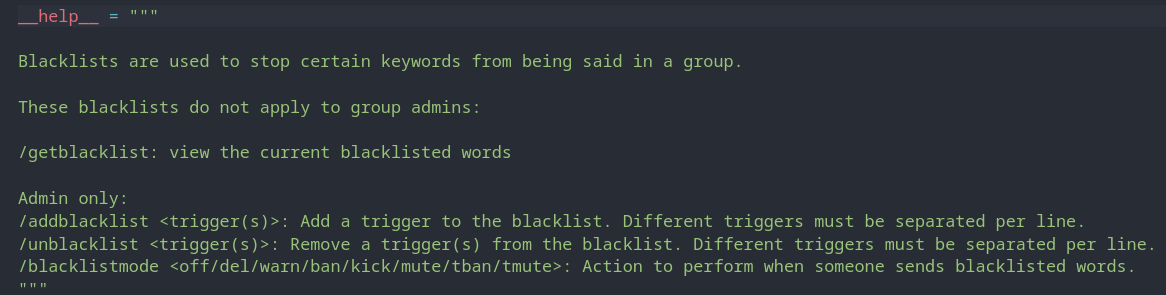 __help__ = """
Blacklists are used to stop certain keywords from being said in a group.
These blacklists do not apply to group admins:
/getblacklist: view the current blacklisted words
Admin only:
/addblacklist <trigger(s)>: Add a trigger to the blacklist. Different triggers must be separated per line.
/unblacklist <trigger(s)>: Remove a trigger(s) from the blacklist. Different triggers must be separated per line.
/blacklistmode <off/del/warn/ban/kick/mute/tban/tmute>: Action to perform when someone sends blacklisted words.
"""